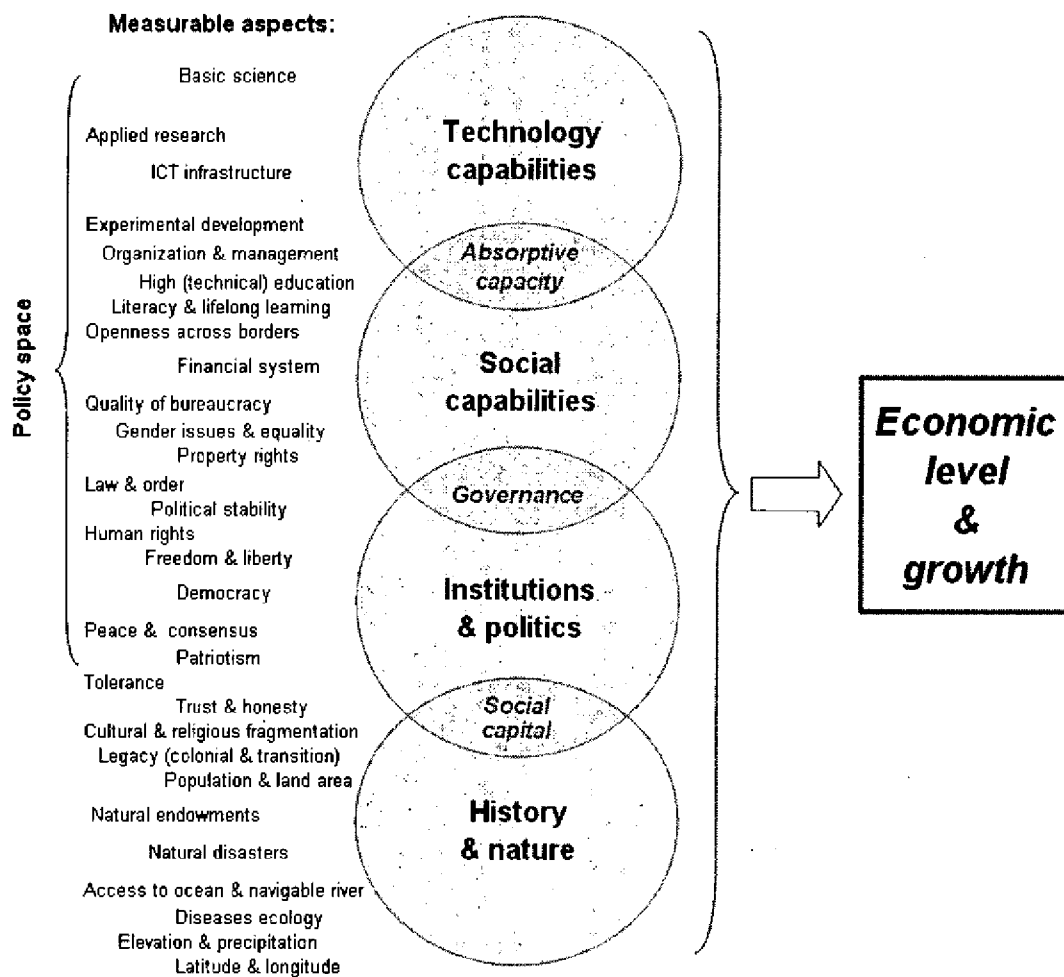 Measurable aspects:
Basic science
Applied research
ICT infrastructure
Experimental development
Organization & management
High (technical) education
Literacy & lifelong learning
Openness across borders
Financial system
Quality of bureaucracy
Gender issues & equality
Property rights
Law & order
Political stability
Human rights
Freedom & liberty
Democracy
Peace & consensus
Patriotism
Tolerance
Trust & honesty
Cultural & religious fragmentation
Legacy (colonial & transition)
Population & land area
Natural endowments
Natural disasters
Access to ocean & navigable river
Diseases ecology
Elevation & precipitation
Latitude & longitude
Policy space
Technology
capabilities
Absorptive
capacity
Social
capabilities
Governance
Institutions
& politics
Social
capital
History
& nature
Economic
level
&
growth